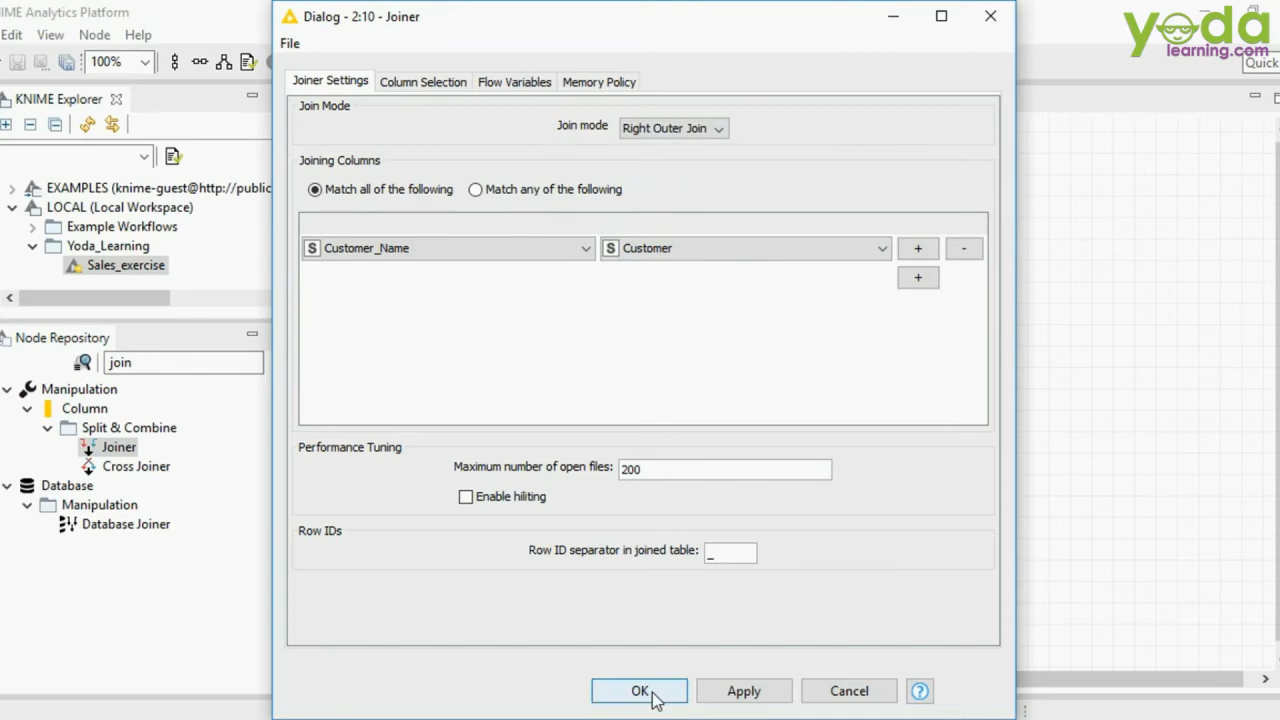 IME Analytics Platform
Edit View Node Help
100%
KNIME Explorer
EXAMPLES (knime-guest@http://public
LOCAL (Local Workspace)
Example Workflows
Yoda_Learning
Sales_exercise
Node Repository
join
Manipulation
Column
Split & Combine
Joiner
Cross Joiner
Database
Manipulation
Database Joiner
Dialog - 2:10 - Joiner
File
Joiner Settings Column Selection Flow Variables Memory Policy
Join Mode
Join mode Right Outer Join
Joining Columns
Match all of the following Match any of the following
S Customer_Name S Customer + -
+
Performance Tuning
Maximum number of open files: 200
Enable hiliting
Row IDs
Row ID separator in joined table: _
OK Apply Cancel ?
yoda
learning.com
Quick